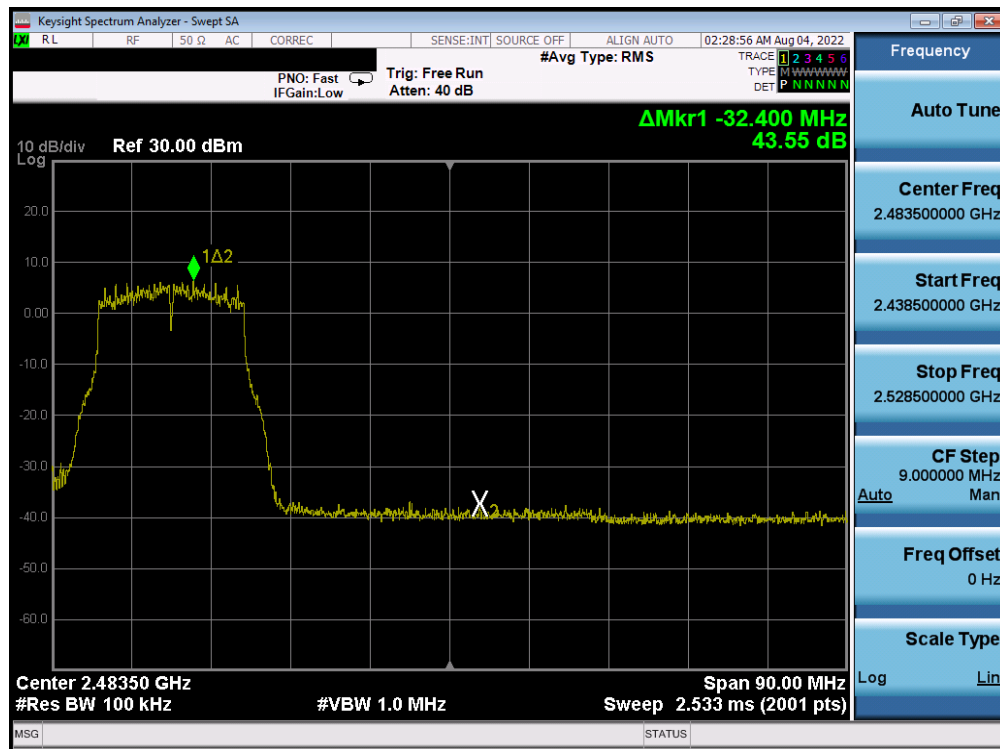 Keysight Spectrum Analyzer - Swept SA
LXI RL RF 50 Ω AC CORREC SENSE:INT SOURCE OFF ALIGN AUTO 02:28:56 AM Aug 04, 2022
#Avg Type: RMS
TRACE 1 2 3 4 5 6
TYPE M W W W W W
DET P N N N N N
PNO: Fast
IFGain:Low
Trig: Free Run
Atten: 40 dB
ΔMkr1 -32.400 MHz
43.55 dB
10 dB/div
Log
Ref 30.00 dBm
20.0
10.0
0.00
-10.0
-20.0
-30.0
-40.0
-50.0
-60.0
1Δ2
X2
Center 2.48350 GHz
#Res BW 100 kHz
#VBW 1.0 MHz
Span 90.00 MHz
Sweep 2.533 ms (2001 pts)
MSG
STATUS
Frequency
Auto Tune
Center Freq
2.483500000 GHz
Start Freq
2.438500000 GHz
Stop Freq
2.528500000 GHz
CF Step
9.000000 MHz
Auto Man
Freq Offset
0 Hz
Scale Type
Log Lin